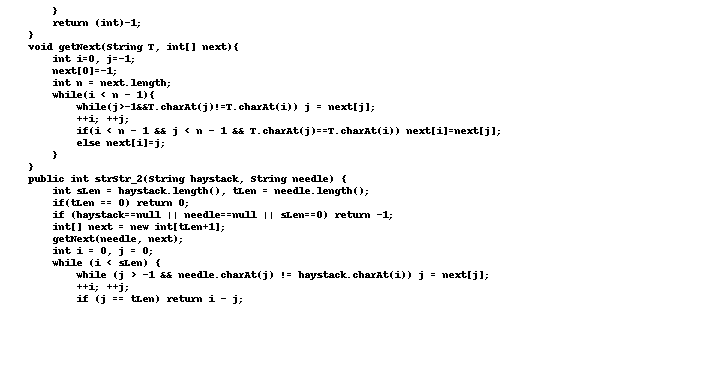 }
return (int)-1;
}
void getNext(String T, int[] next){
int i=0, j=-1;
next[0]=-1;
int n = next.length;
while(i < n - 1){
while(j>-1&&T.charAt(j)!=T.charAt(i)) j = next[j];
++i; ++j;
if(i < n - 1 && j < n - 1 && T.charAt(j)==T.charAt(i)) next[i]=next[j];
else next[i]=j;
}
}
public int strStr_2(String haystack, String needle) {
int sLen = haystack.length(), tLen = needle.length();
if(tLen == 0) return 0;
if (haystack==null || needle==null || sLen==0) return -1;
int[] next = new int[tLen+1];
getNext(needle, next);
int i = 0, j = 0;
while (i < sLen) {
while (j > -1 && needle.charAt(j) != haystack.charAt(i)) j = next[j];
++i; ++j;
if (j == tLen) return i - j;